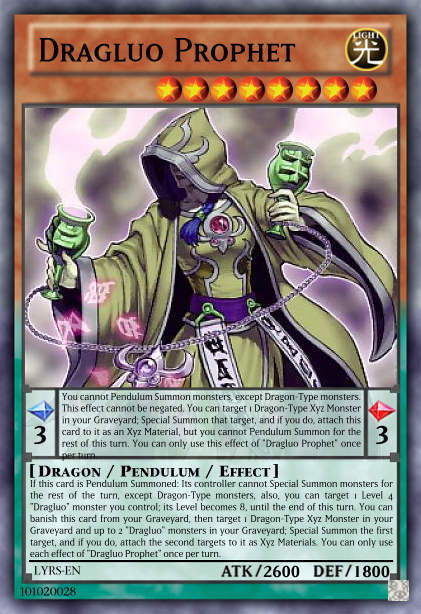 Dragluo Prophet
LIGHT
光
You cannot Pendulum Summon monsters, except Dragon-Type monsters.
This effect cannot be negated. You can target 1 Dragon-Type Xyz Monster
in your Graveyard; Special Summon that target, and if you do, attach this
card to it as an Xyz Material, but you cannot Pendulum Summon for the
rest of this turn. You can only use this effect of "Dragluo Prophet" once
per turn.
3
3
[ Dragon / Pendulum / Effect ]
If this card is Pendulum Summoned: Its controller cannot Special Summon monsters for
the rest of the turn, except Dragon-Type monsters, also, you can target 1 Level 4
"Dragluo" monster you control; its Level becomes 8, until the end of this turn. You can
banish this card from your Graveyard, then target 1 Dragon-Type Xyz Monster in your
Graveyard and up to 2 "Dragluo" monsters in your Graveyard; Special Summon the first
target, and if you do, attach the second targets to it as Xyz Materials. You can only use
each effect of "Dragluo Prophet" once per turn.
LYRS-EN
ATK/2600 DEF/1800
101020028